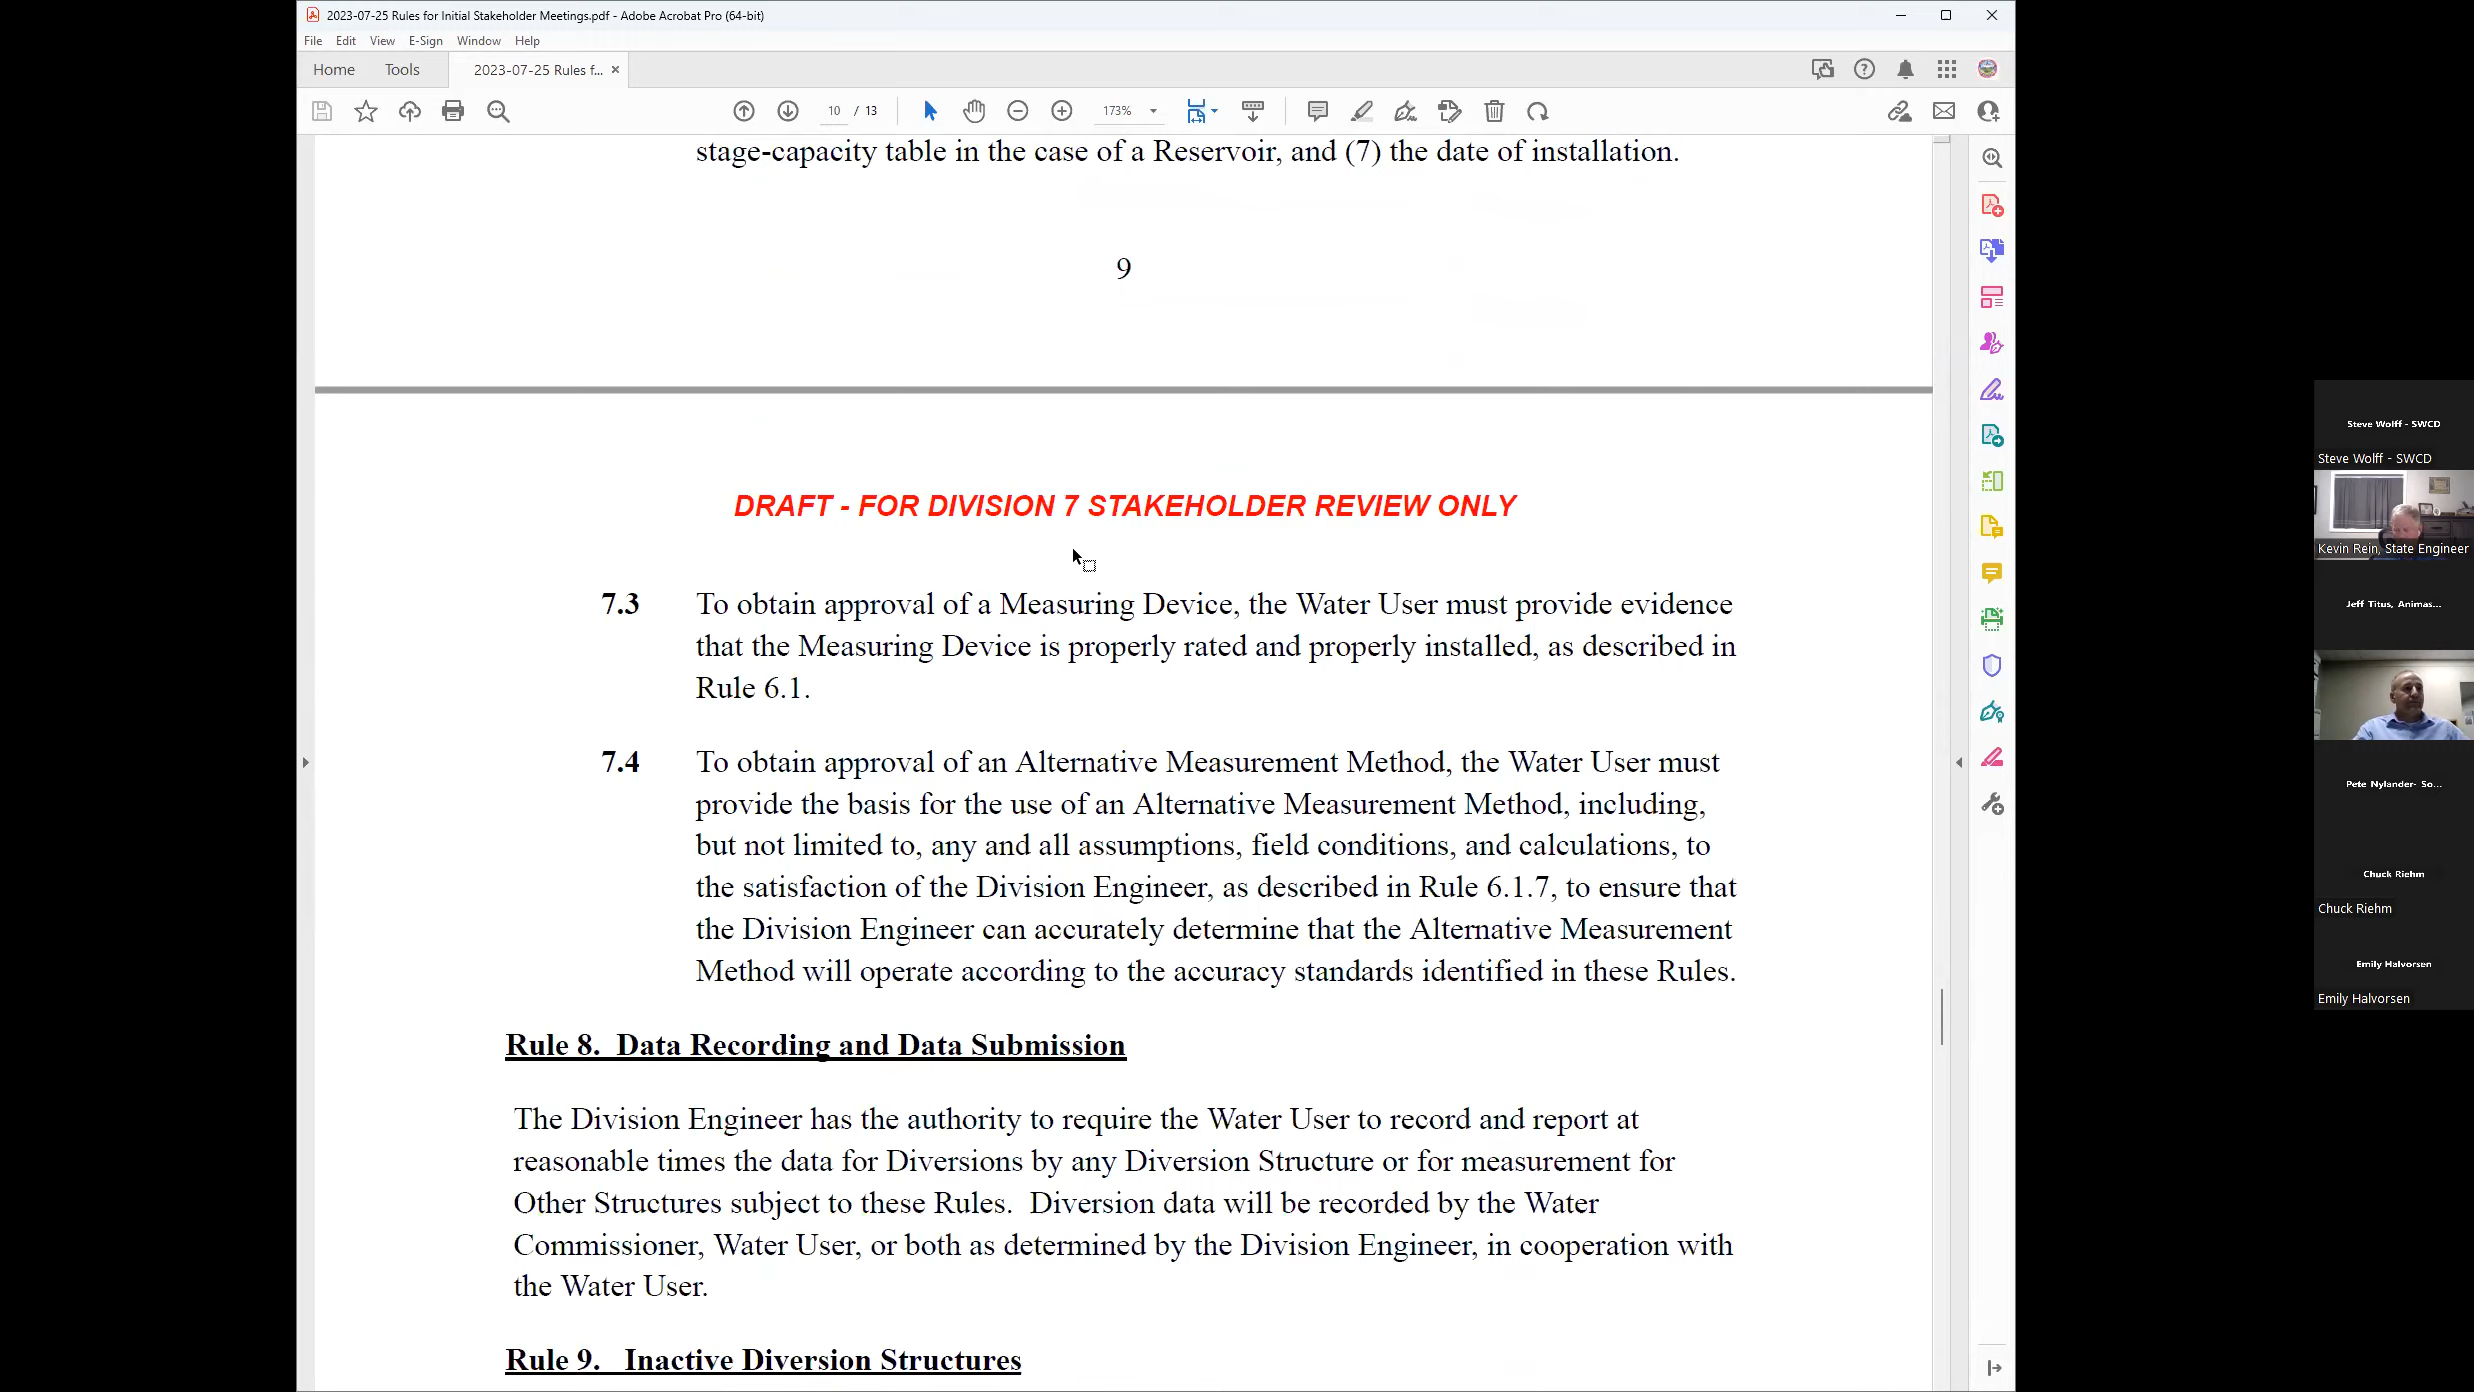 2023-07-25 Rules for Initial Stakeholder Meetings.pdf - Adobe Acrobat Pro (64-bit)
File Edit View E-Sign Window Help
Home Tools 2023-07-25 Rules f... ×
10 / 13 173%
stage-capacity table in the case of a Reservoir, and (7) the date of installation.
9
DRAFT - FOR DIVISION 7 STAKEHOLDER REVIEW ONLY
7.3 To obtain approval of a Measuring Device, the Water User must provide evidence
that the Measuring Device is properly rated and properly installed, as described in
Rule 6.1.
7.4 To obtain approval of an Alternative Measurement Method, the Water User must
provide the basis for the use of an Alternative Measurement Method, including,
but not limited to, any and all assumptions, field conditions, and calculations, to
the satisfaction of the Division Engineer, as described in Rule 6.1.7, to ensure that
the Division Engineer can accurately determine that the Alternative Measurement
Method will operate according to the accuracy standards identified in these Rules.
Rule 8. Data Recording and Data Submission
The Division Engineer has the authority to require the Water User to record and report at
reasonable times the data for Diversions by any Diversion Structure or for measurement for
Other Structures subject to these Rules. Diversion data will be recorded by the Water
Commissioner, Water User, or both as determined by the Division Engineer, in cooperation with
the Water User.
Rule 9. Inactive Diversion Structures
Steve Wolff - SWCD
Steve Wolff - SWCD
Kevin Rein, State Engineer
Jeff Titus, Animas...
Pete Nylander- So...
Chuck Riehm
Chuck Riehm
Emily Halvorsen
Emily Halvorsen